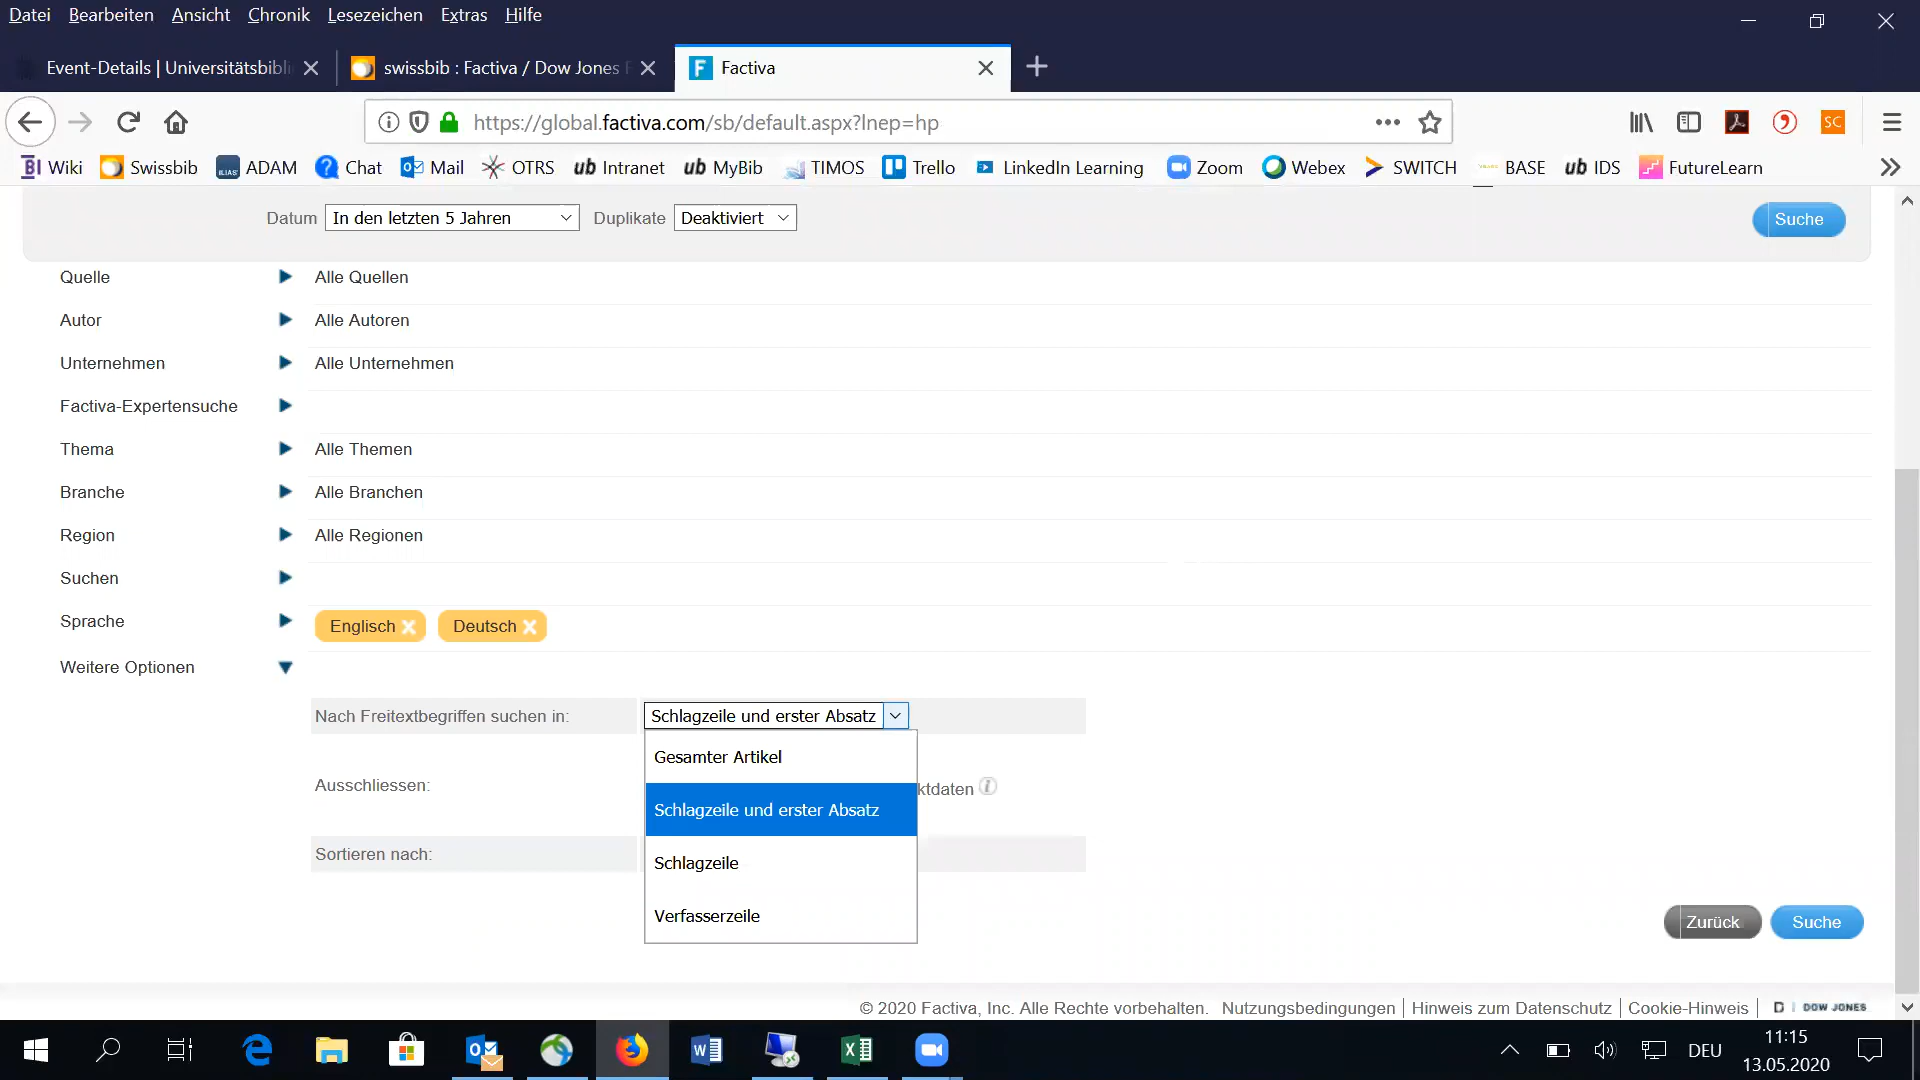 Datei Bearbeiten Ansicht Chronik Lesezeichen Extras Hilfe
Event-Details | Universitätsbibli swissbib : Factiva / Dow Jones F Factiva
https://global.factiva.com/sb/default.aspx?lnep=hp
BI Wiki Swissbib ILIAS ADAM Chat Mail OTRS ub Intranet ub MyBib TIMOS Trello LinkedIn Learning Zoom Webex SWITCH BASE ub IDS FutureLearn
Datum In den letzten 5 Jahren Duplikate Deaktiviert Suche
Quelle Alle Quellen
Autor Alle Autoren
Unternehmen Alle Unternehmen
Factiva-Expertensuche
Thema Alle Themen
Branche Alle Branchen
Region Alle Regionen
Suchen
Sprache Englisch Deutsch
Weitere Optionen
Nach Freitextbegriffen suchen in: Schlagzeile und erster Absatz
Gesamter Artikel
Ausschliessen: ktdaten
Schlagzeile und erster Absatz
Sortieren nach:
Schlagzeile
Verfasserzeile
Zurück Suche
© 2020 Factiva, Inc. Alle Rechte vorbehalten. Nutzungsbedingungen Hinweis zum Datenschutz Cookie-Hinweis D DOW JONES
DEU 11:15
13.05.2020